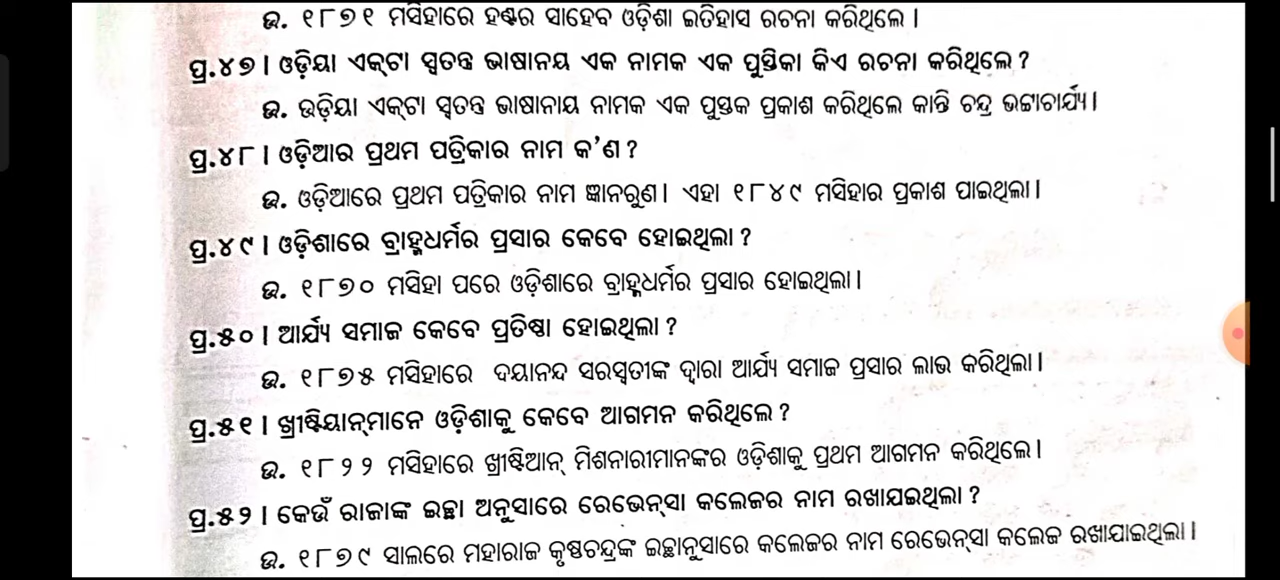 ଉ. ୧୮୭୧ ମସିହାରେ ହଣ୍ଟର ସାହେବ ଓଡ଼ିଶା ଇତିହାସ ରଚନା କରିଥିଲେ ।
ପ୍ର.୪୭। ଓଡ଼ିୟା ଏକ୍‌ଟା ସ୍ୱତନ୍ତ୍ର ଭାଷାନୟ ଏକ ନାମକ ଏକ ପୁସ୍ତିକା କିଏ ରଚନା କରିଥିଲେ ?
ଉ. ଉଡ଼ିୟା ଏକ୍‌ଟା ସ୍ୱତନ୍ତ୍ର ଭାଷାନାୟ ନାମକ ଏକ ପୁସ୍ତକ ପ୍ରକାଶ କରିଥିଲେ କାନ୍ତି ଚନ୍ଦ୍ର ଭଟ୍ଟାଚାର୍ଯ୍ୟ।
ପ୍ର.୪୮। ଓଡ଼ିଆର ପ୍ରଥମ ପତ୍ରିକାର ନାମ କ'ଣ ?
ଉ. ଓଡ଼ିଆରେ ପ୍ରଥମ ପତ୍ରିକାର ନାମ ଜ୍ଞାନରୁଣ। ଏହା ୧୮୪୯ ମସିହାର ପ୍ରକାଶ ପାଇଥିଲା।
ପ୍ର.୪୯। ଓଡ଼ିଶାରେ ବ୍ରାହ୍ମଧର୍ମର ପ୍ରସାର କେବେ ହୋଇଥିଲା ?
ଉ. ୧୮୭୦ ମସିହା ପରେ ଓଡ଼ିଶାରେ ବ୍ରାହ୍ମଧର୍ମର ପ୍ରସାର ହୋଇଥିଲା।
ପ୍ର.୫୦। ଆର୍ଯ୍ୟ ସମାଜ କେବେ ପ୍ରତିଷ୍ଠା ହୋଇଥିଲା ?
ଉ. ୧୮୭୫ ମସିହାରେ ଦୟାନନ୍ଦ ସରସ୍ୱତୀଙ୍କ ଦ୍ୱାରା ଆର୍ଯ୍ୟ ସମାଜ ପ୍ରସାର ଲାଭ କରିଥିଲା।
ପ୍ର.୫୧। ଖ୍ରୀଷ୍ଟିୟାନ୍‌ମାନେ ଓଡ଼ିଶାକୁ କେବେ ଆଗମନ କରିଥିଲେ ?
ଉ. ୧୮୨୨ ମସିହାରେ ଖ୍ରୀଷ୍ଟିଆନ୍ ମିଶନାରୀମାନଙ୍କର ଓଡ଼ିଶାକୁ ପ୍ରଥମ ଆଗମନ କରିଥିଲେ।
ପ୍ର.୫୨। କେଉଁ ରାଜାଙ୍କ ଇଚ୍ଛା ଅନୁସାରେ ରେଭେନ୍‌ସା କଲେଜର ନାମ ରଖାଯଇଥିଲା ?
ଉ. ୧୮୭୯ ସାଲରେ ମହାରାଜ କୃଷ୍ଣଚନ୍ଦ୍ରଙ୍କ ଇଚ୍ଛାନୁସାରେ କଲେଜର ନାମ ରେଭେନ୍‌ସା କଲେଜ ରଖାଯାଇଥିଲା।